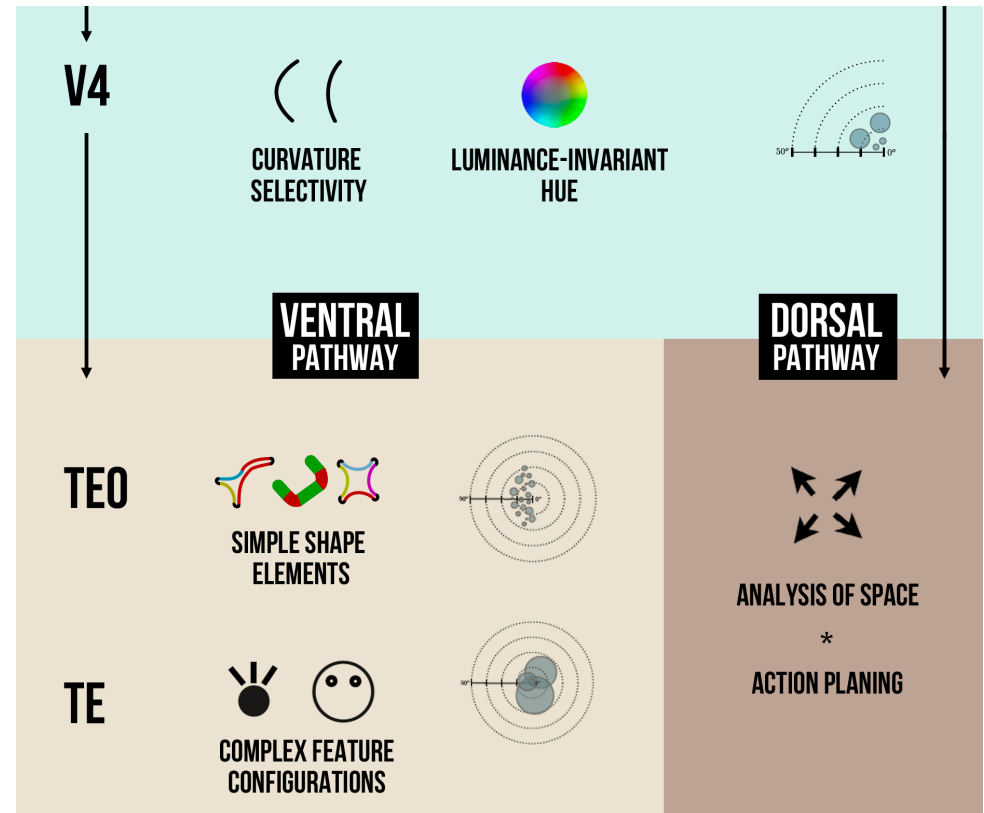 V4
CURVATURE
SELECTIVITY
LUMINANCE-INVARIANT
HUE
50°
0°
VENTRAL
PATHWAY
DORSAL
PATHWAY
TEO
SIMPLE SHAPE
ELEMENTS
50°
0°
ANALYSIS OF SPACE
*
ACTION PLANING
TE
COMPLEX FEATURE
CONFIGURATIONS
50°
0°